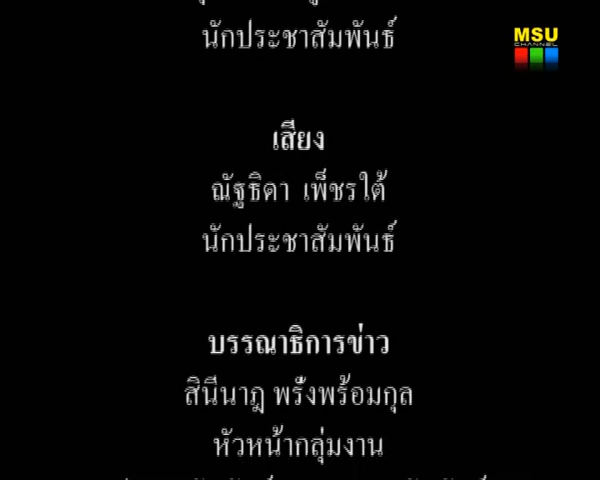 นักประชาสัมพันธ์
MSU
CHANNEL
เสียง
ณัฐธิดา เพ็ชรใต้
นักประชาสัมพันธ์
บรรณาธิการข่าว
สินีนาฎ พรั่งพร้อมกุล
หัวหน้ากลุ่มงาน